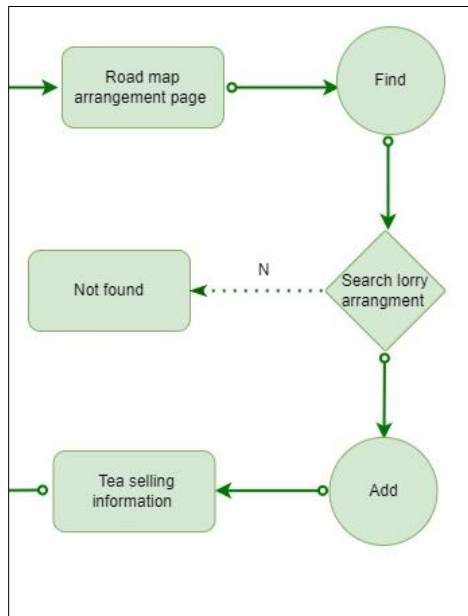 Road map
arrangement page
Find
Search lorry
arrangment
N
Not found
Add
Tea selling
information